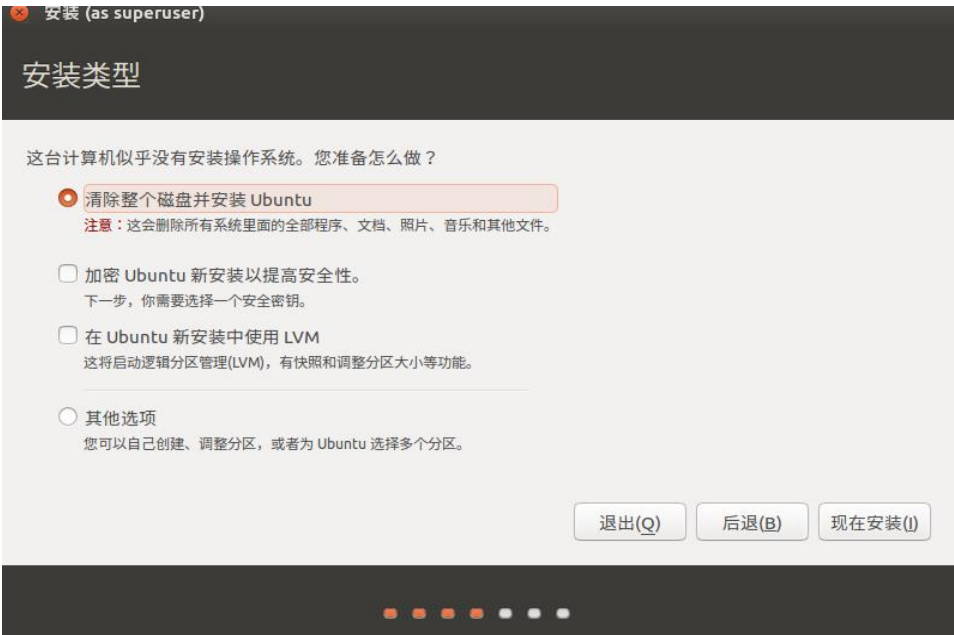 安装 (as superuser)
安装类型
这台计算机似乎没有安装操作系统。您准备怎么做？
清除整个磁盘并安装 Ubuntu
注意：这会删除所有系统里面的全部程序、文档、照片、音乐和其他文件。
加密 Ubuntu 新安装以提高安全性。
下一步，你需要选择一个安全密钥。
在 Ubuntu 新安装中使用 LVM
这将启动逻辑分区管理(LVM)，有快照和调整分区大小等功能。
其他选项
您可以自己创建、调整分区，或者为 Ubuntu 选择多个分区。
退出(Q)
后退(B)
现在安装(I)